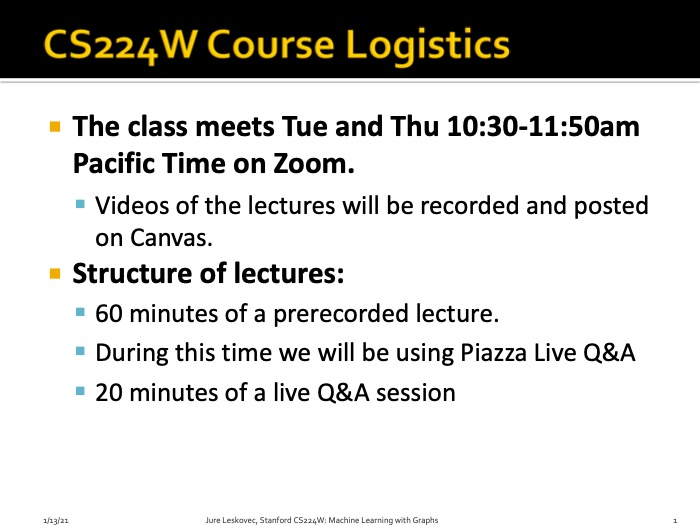 CS224W Course Logistics
The class meets Tue and Thu 10:30-11:50am
Pacific Time on Zoom.
Videos of the lectures will be recorded and posted
on Canvas.
Structure of lectures:
60 minutes of a prerecorded lecture.
During this time we will be using Piazza Live Q&A
20 minutes of a live Q&A session
1/13/21
Jure Leskovec, Stanford CS224W: Machine Learning with Graphs
1